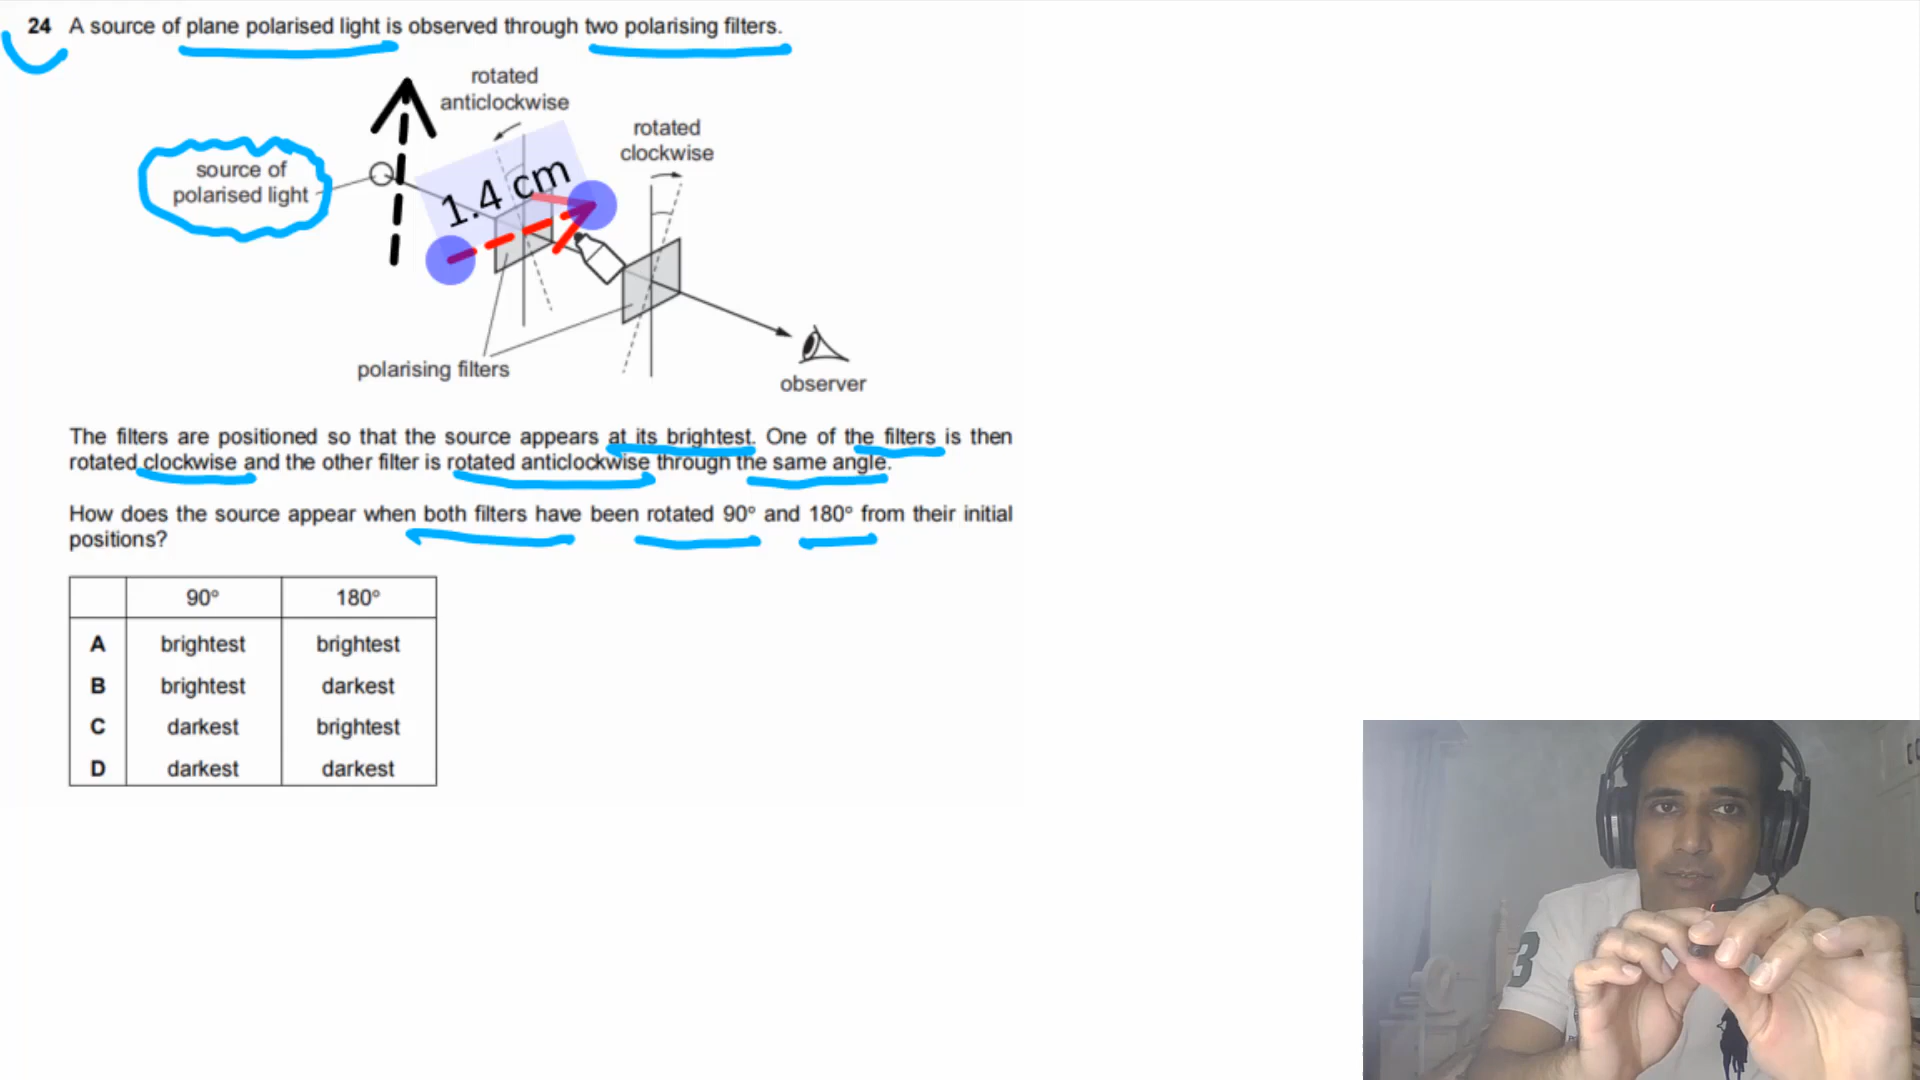 24 A source of plane polarised light is observed through two polarising filters.
rotated
anticlockwise
rotated
clockwise
source of
polarised light
1.4 cm
polarising filters
observer
The filters are positioned so that the source appears at its brightest. One of the filters is then
rotated clockwise and the other filter is rotated anticlockwise through the same angle.
How does the source appear when both filters have been rotated 90° and 180° from their initial
positions?
90° 180°
A brightest brightest
B brightest darkest
C darkest brightest
D darkest darkest
3